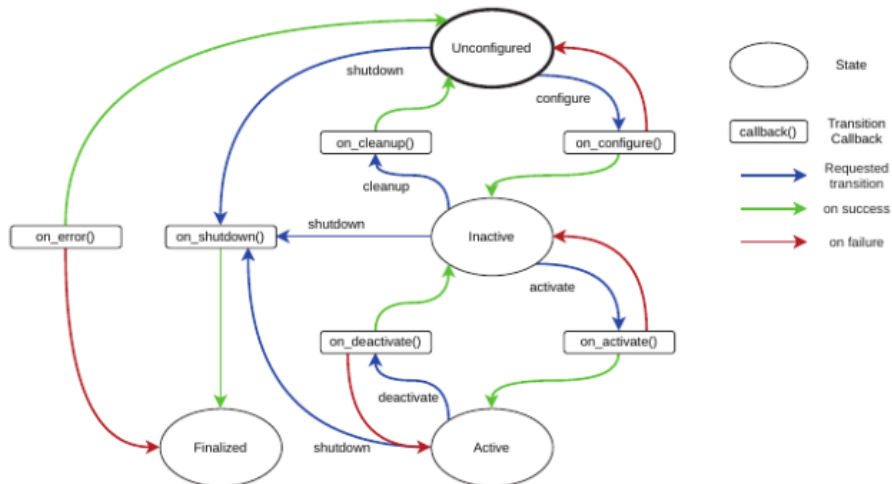 Unconfigured
shutdown
configure
on_cleanup()
on_configure()
cleanup
on_error()
on_shutdown()
shutdown
Inactive
activate
on_deactivate()
on_activate()
deactivate
Finalized
shutdown
Active
State
callback()
Transition
Callback
Requested
transition
on success
on failure